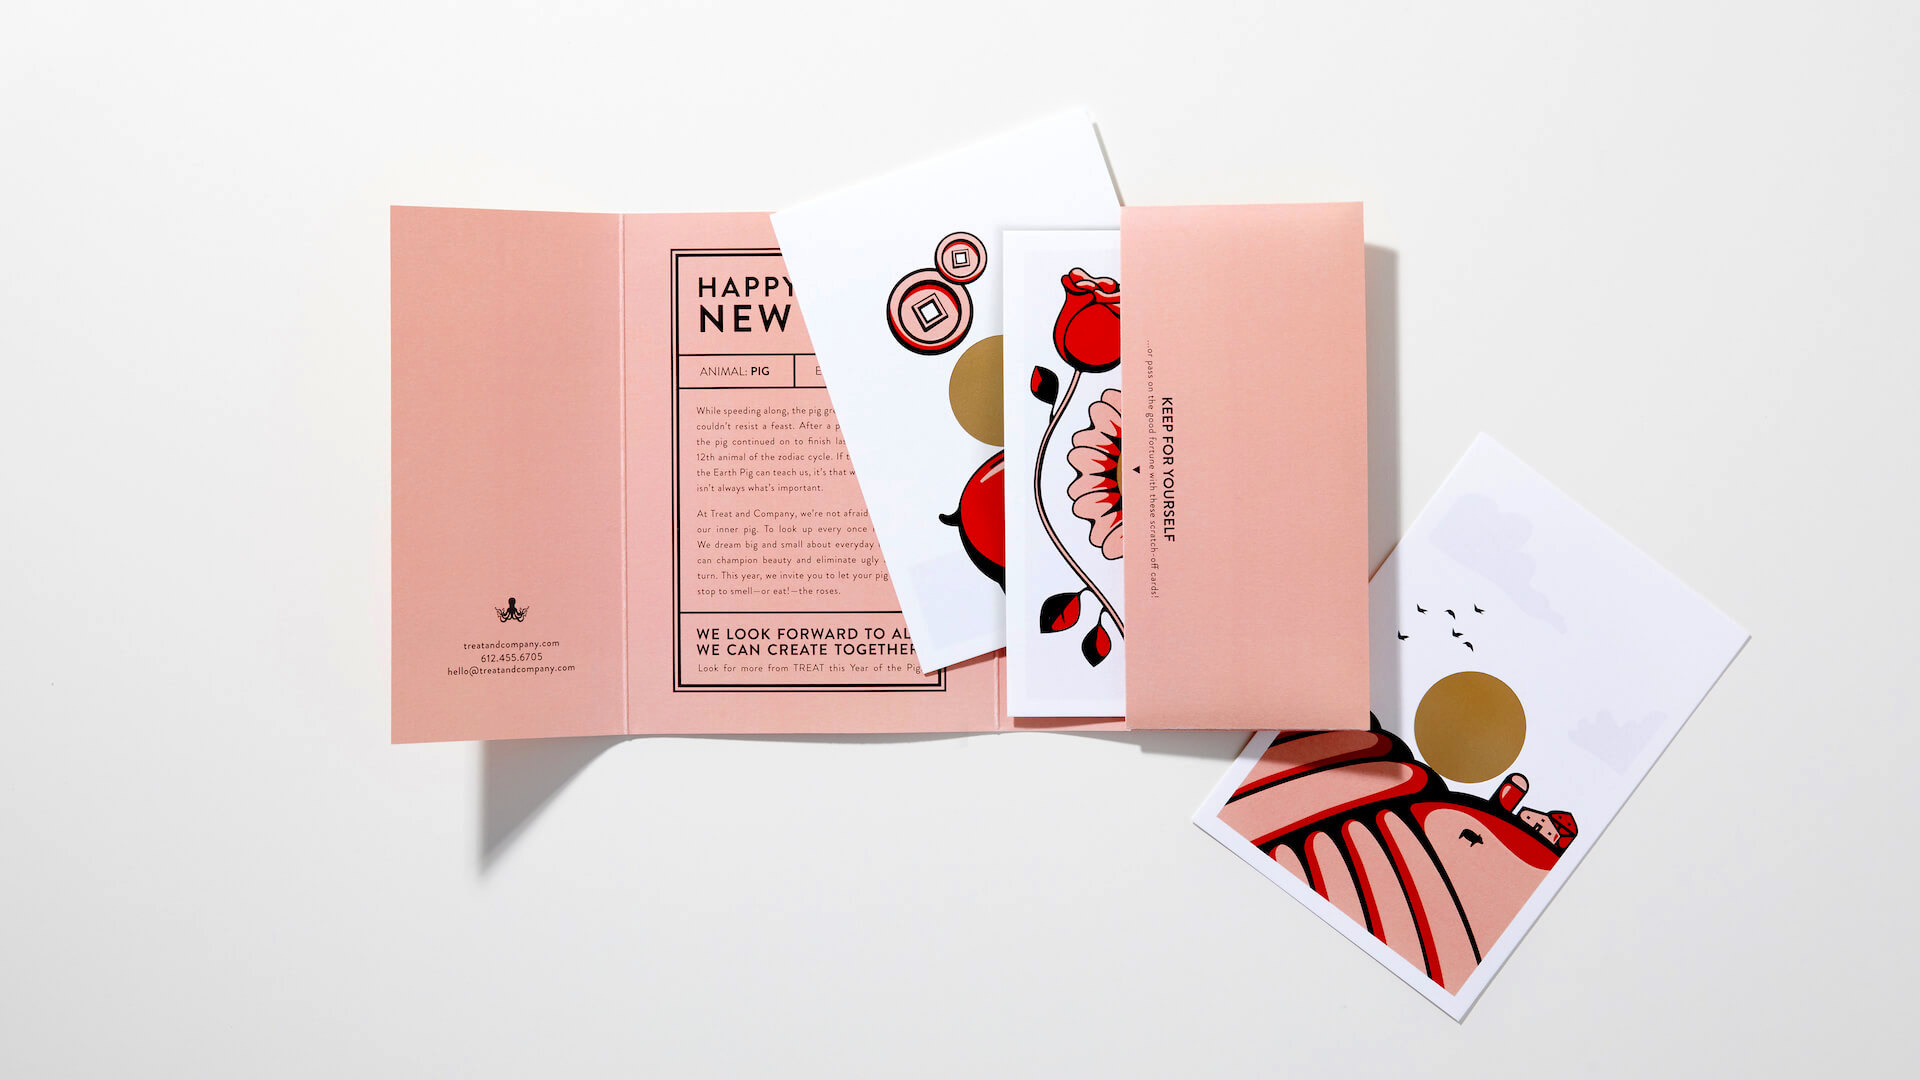 treatandcompany.com
612.455.6705
hello@treatandcompany.com
HAPPY
NEW
ANIMAL: PIG
While speeding along, the pig
couldn't resist a feast. After a
the pig continued on to finish
12th animal of the zodiac cycle. If
the Earth Pig can teach us, it's that
isn't always what's important.
At Treat and Company, we're not afraid
our inner pig. To look up every once
We dream big and small about everyday
can champion beauty and eliminate ugly
turn. This year, we invite you to let your pig
stop to smell—or eat!—the roses.
WE LOOK FORWARD TO
WE CAN CREATE TOGETHER
Look for more from TREAT this Year of the Pig
KEEP FOR YOURSELF
...or pass on the good fortune with these scratch-off cards!